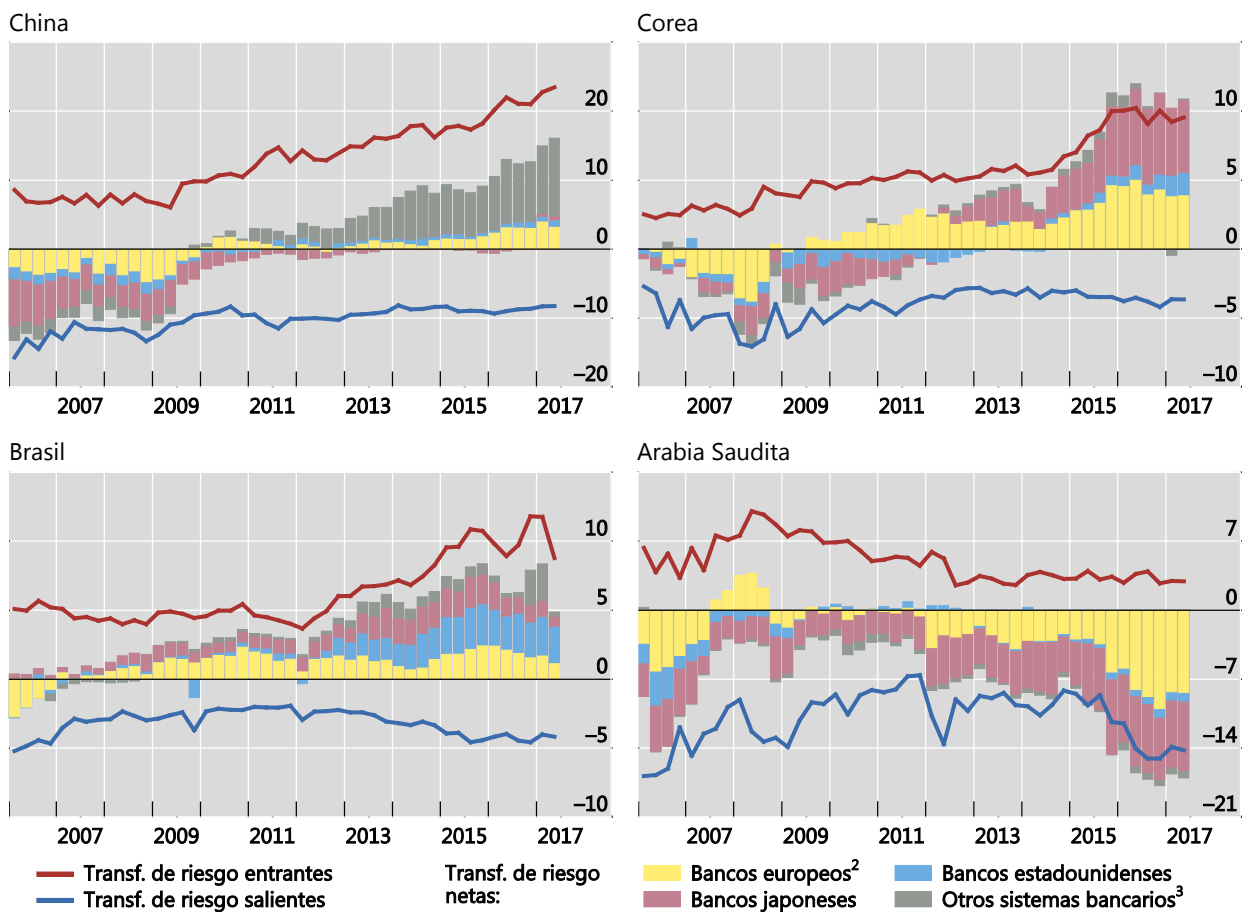 China
20
10
0
−10
−20
2007 2009 2011 2013 2015 2017
Corea
10
5
0
−5
−10
2007 2009 2011 2013 2015 2017
Brasil
10
5
0
−5
−10
2007 2009 2011 2013 2015 2017
Arabia Saudita
7
0
−7
−14
−21
2007 2009 2011 2013 2015 2017
Transf. de riesgo entrantes
Transf. de riesgo salientes
Transf. de riesgo
netas:
Bancos europeos²
Bancos japoneses
Bancos estadounidenses
Otros sistemas bancarios³